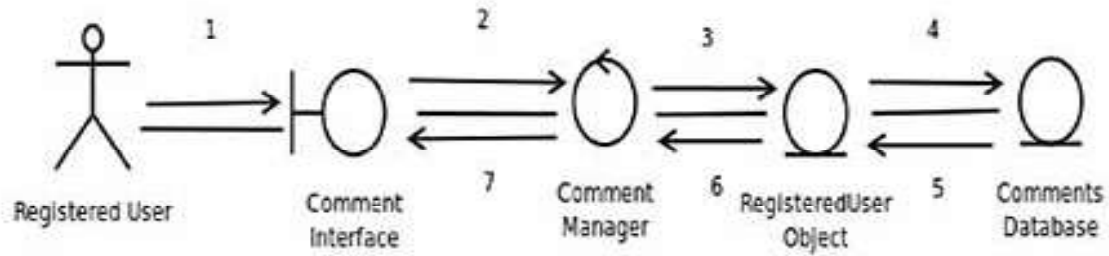 1
2
3
4
7
6
5
Registered User
Comment
Interface
Comment
Manager
RegisteredUser
Object
Comments
Database